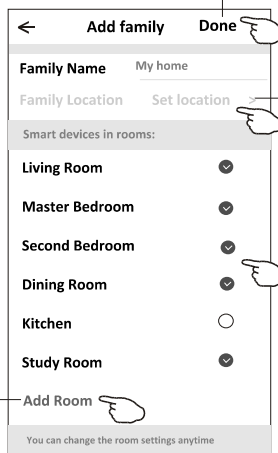 Add family Done
Family Name My home
Family Location Set location >
Smart devices in rooms:
Living Room
Master Bedroom
Second Bedroom
Dining Room
Kitchen
Study Room
Add Room
You can change the room settings anytime